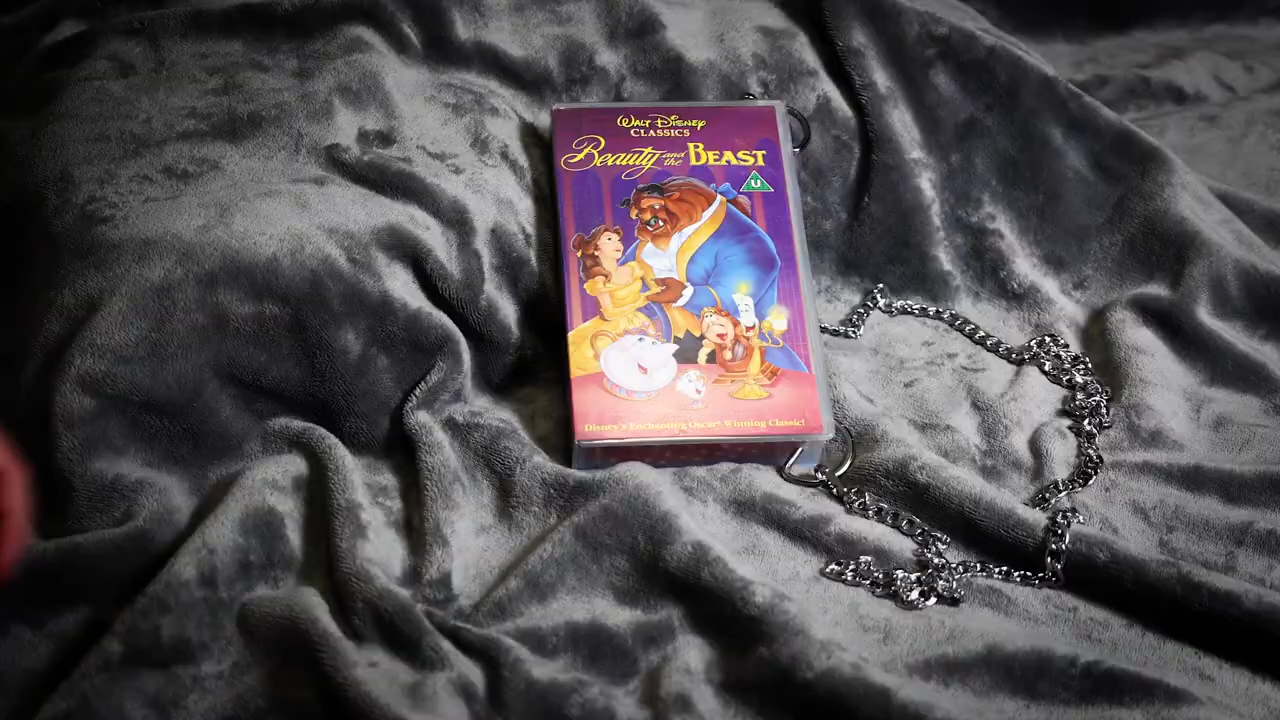 WALT DISNEY
CLASSICS
Beauty and the BEAST
U
Disney's Enchanting Oscar® Winning Classic!